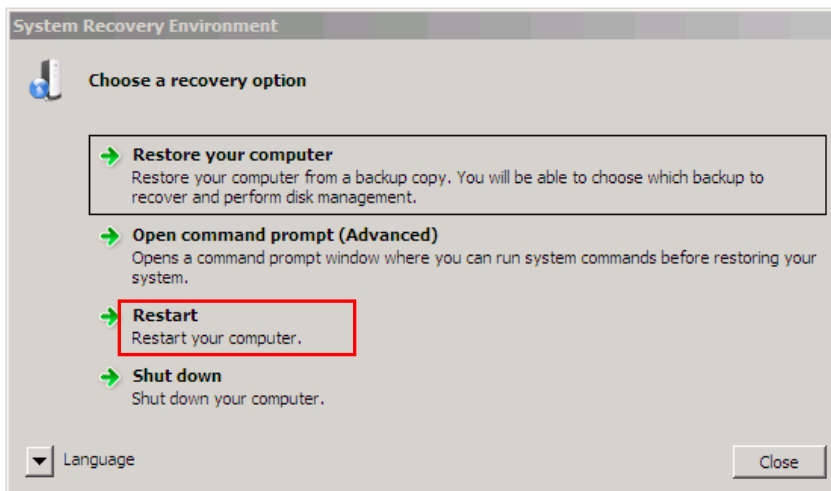 System Recovery Environment
Choose a recovery option
Restore your computer
Restore your computer from a backup copy. You will be able to choose which backup to
recover and perform disk management.
Open command prompt (Advanced)
Opens a command prompt window where you can run system commands before restoring your
system.
Restart
Restart your computer.
Shut down
Shut down your computer.
Language
Close